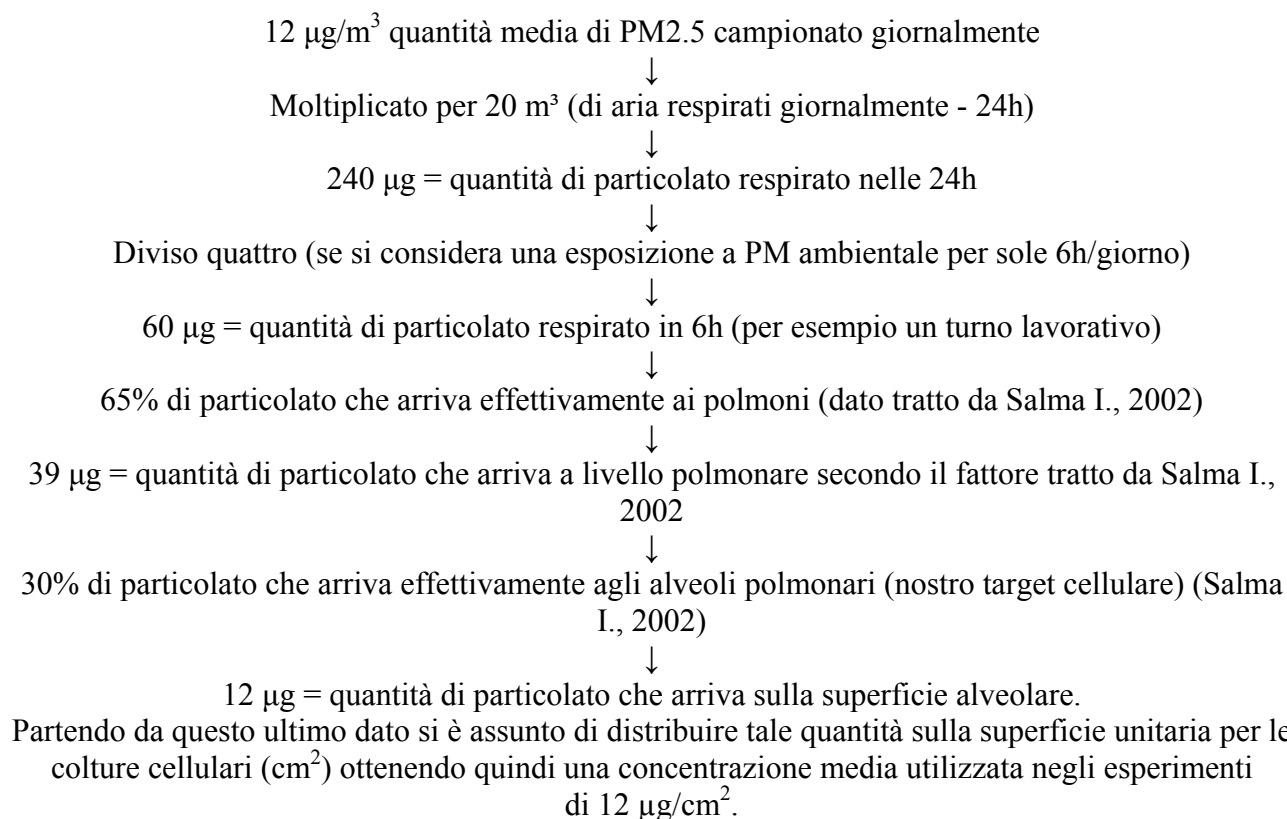 12 μg/m³ quantità media di PM2.5 campionato giornalmente
↓
Moltiplicato per 20 m³ (di aria respirati giornalmente - 24h)
↓
240 μg = quantità di particolato respirato nelle 24h
↓
Diviso quattro (se si considera una esposizione a PM ambientale per sole 6h/giorno)
↓
60 μg = quantità di particolato respirato in 6h (per esempio un turno lavorativo)
↓
65% di particolato che arriva effettivamente ai polmoni (dato tratto da Salma I., 2002)
↓
39 μg = quantità di particolato che arriva a livello polmonare secondo il fattore tratto da Salma I.,
2002
↓
30% di particolato che arriva effettivamente agli alveoli polmonari (nostro target cellulare) (Salma
I., 2002)
↓
12 μg = quantità di particolato che arriva sulla superficie alveolare.
Partendo da questo ultimo dato si è assunto di distribuire tale quantità sulla superficie unitaria per le
colture cellulari (cm²) ottenendo quindi una concentrazione media utilizzata negli esperimenti
di 12 μg/cm².